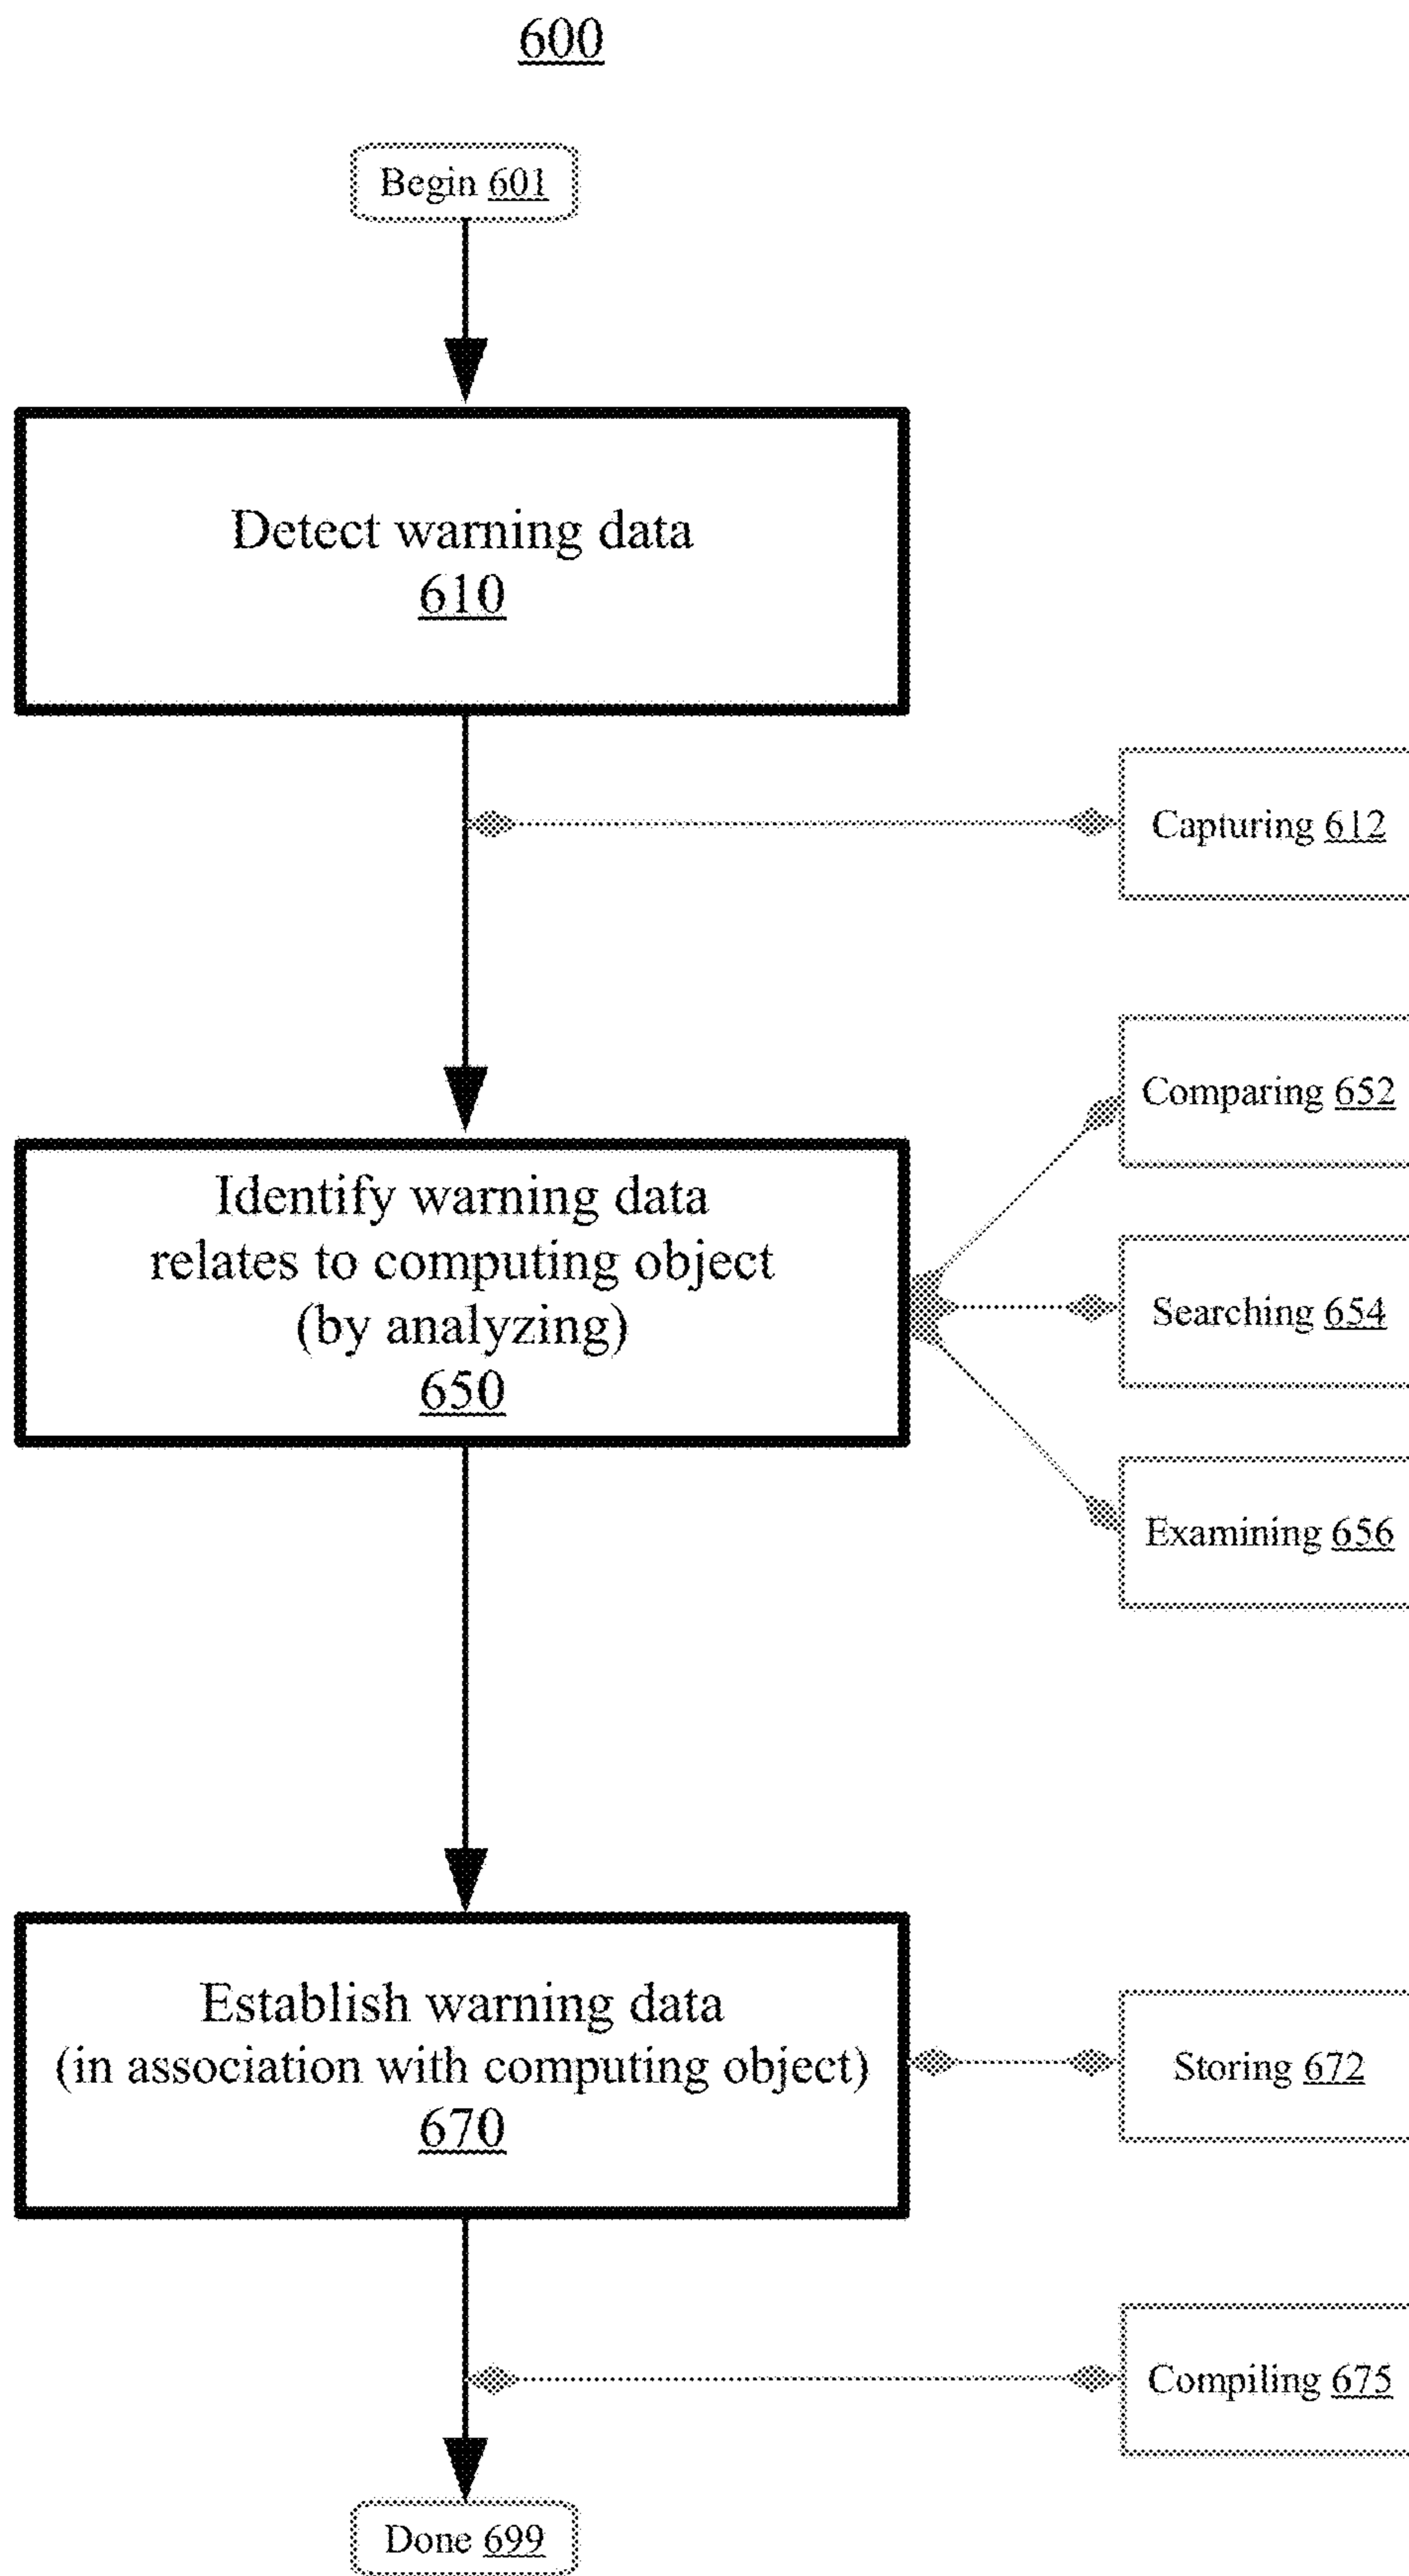 600
Begin 601
Detect warning data
610
Capturing 612
Comparing 652
Identify warning data
relates to computing object
(by analyzing)
650
Searching 654
Examining 656
Establish warning data
(in association with computing object)
670
Storing 672
Compiling 675
Done 699